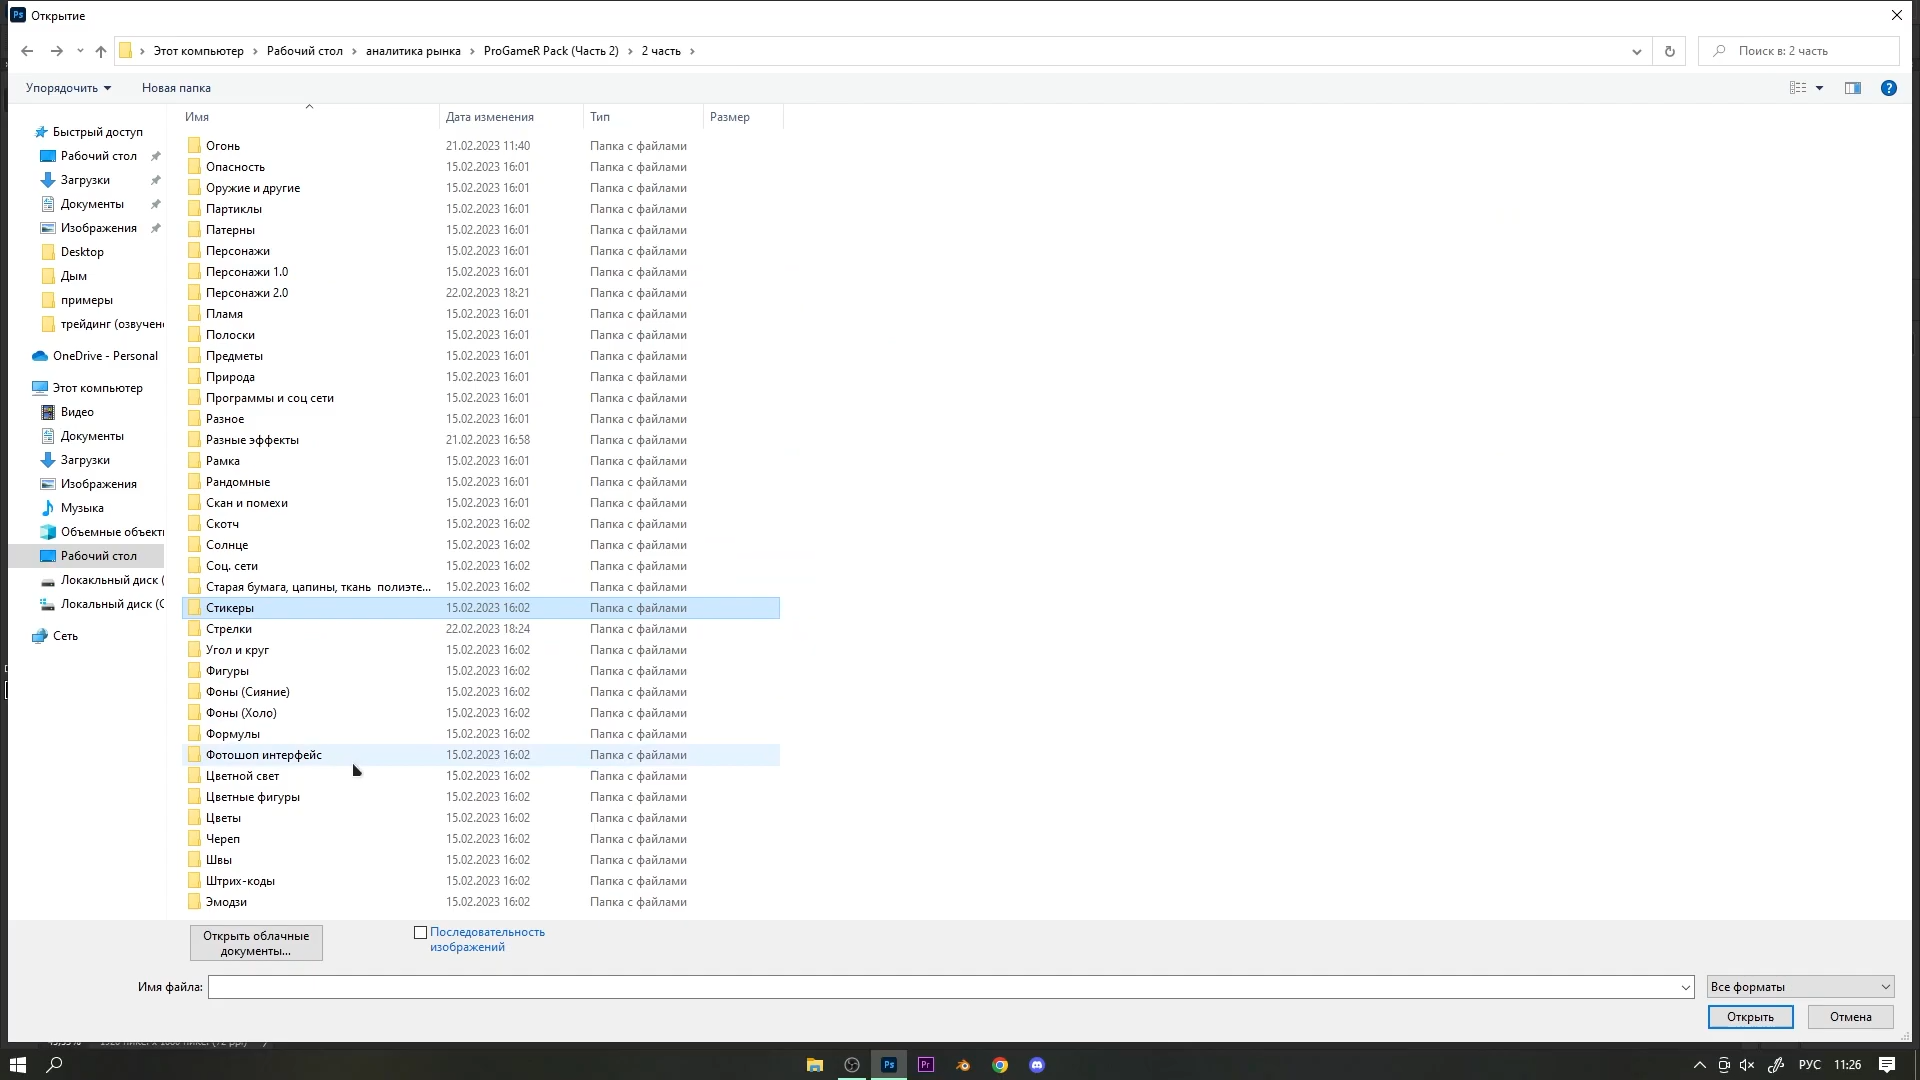 Ps Открытие
Этот компьютер › Рабочий стол › аналитика рынка › ProGameR Pack (Часть 2) › 2 часть ›
Поиск в: 2 часть
Упорядочить
Новая папка
Имя
Дата изменения
Тип
Размер
Быстрый доступ
Рабочий стол
Загрузки
Документы
Изображения
Desktop
Дым
примеры
трейдинг (озвучен
OneDrive - Personal
Этот компьютер
Видео
Документы
Загрузки
Изображения
Музыка
Объемные объект
Рабочий стол
Локакльный диск (
Локальный диск (C
Сеть
Огонь 21.02.2023 11:40 Папка с файлами
Опасность 15.02.2023 16:01 Папка с файлами
Оружие и другие 15.02.2023 16:01 Папка с файлами
Партиклы 15.02.2023 16:01 Папка с файлами
Патерны 15.02.2023 16:01 Папка с файлами
Персонажи 15.02.2023 16:01 Папка с файлами
Персонажи 1.0 15.02.2023 16:01 Папка с файлами
Персонажи 2.0 22.02.2023 18:21 Папка с файлами
Пламя 15.02.2023 16:01 Папка с файлами
Полоски 15.02.2023 16:01 Папка с файлами
Предметы 15.02.2023 16:01 Папка с файлами
Природа 15.02.2023 16:01 Папка с файлами
Программы и соц сети 15.02.2023 16:01 Папка с файлами
Разное 15.02.2023 16:01 Папка с файлами
Разные эффекты 21.02.2023 16:58 Папка с файлами
Рамка 15.02.2023 16:01 Папка с файлами
Рандомные 15.02.2023 16:01 Папка с файлами
Скан и помехи 15.02.2023 16:01 Папка с файлами
Скотч 15.02.2023 16:02 Папка с файлами
Солнце 15.02.2023 16:02 Папка с файлами
Соц. сети 15.02.2023 16:02 Папка с файлами
Старая бумага, цапины, ткань полиэте... 15.02.2023 16:02 Папка с файлами
Стикеры 15.02.2023 16:02 Папка с файлами
Стрелки 22.02.2023 18:24 Папка с файлами
Угол и круг 15.02.2023 16:02 Папка с файлами
Фигуры 15.02.2023 16:02 Папка с файлами
Фоны (Сияние) 15.02.2023 16:02 Папка с файлами
Фоны (Холо) 15.02.2023 16:02 Папка с файлами
Формулы 15.02.2023 16:02 Папка с файлами
Фотошоп интерфейс 15.02.2023 16:02 Папка с файлами
Цветной свет 15.02.2023 16:02 Папка с файлами
Цветные фигуры 15.02.2023 16:02 Папка с файлами
Цветы 15.02.2023 16:02 Папка с файлами
Череп 15.02.2023 16:02 Папка с файлами
Швы 15.02.2023 16:02 Папка с файлами
Штрих-коды 15.02.2023 16:02 Папка с файлами
Эмодзи 15.02.2023 16:02 Папка с файлами
Открыть облачные
документы...
Последовательность
изображений
Имя файла:
Все форматы
Открыть
Отмена
Ps
Pr
РУС
11:26